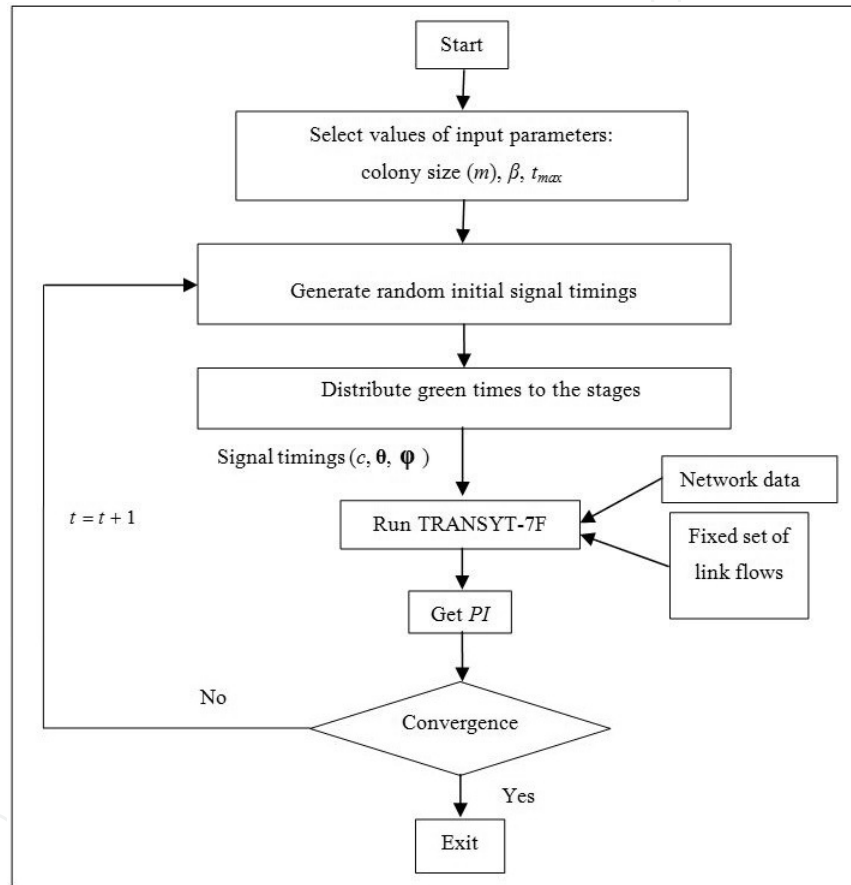 Start
Select values of input parameters:
colony size (m), β, tmax
Generate random initial signal timings
Distribute green times to the stages
Signal timings (c, θ, φ )
Network data
Run TRANSYT-7F
Fixed set of
link flows
t = t + 1
Get PI
No
Convergence
Yes
Exit